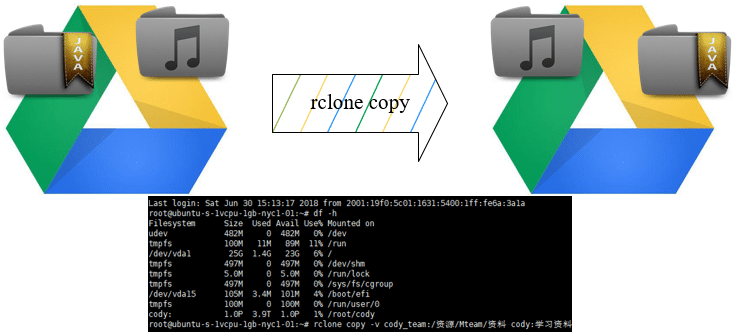 JAVA
rclone copy
JAVA
Last login: Sat Jun 30 15:13:17 2018 from 2001:19f0:5c01:1631:5400:1ff:fe6a:3a1a
root@ubuntu-s-1vcpu-1gb-nyc1-01:~# df -h
Filesystem Size Used Avail Use% Mounted on
udev 482M 0 482M 0% /dev
tmpfs 100M 11M 89M 11% /run
/dev/vda1 25G 1.4G 23G 6% /
tmpfs 497M 0 497M 0% /dev/shm
tmpfs 5.0M 0 5.0M 0% /run/lock
tmpfs 497M 0 497M 0% /sys/fs/cgroup
/dev/vda15 105M 3.4M 101M 4% /boot/efi
tmpfs 100M 0 100M 0% /run/user/0
cody: 1.0P 3.9T 1.0P 1% /root/cody
root@ubuntu-s-1vcpu-1gb-nyc1-01:~# rclone copy -v cody_team:/资源/Mteam/资料 cody:学习资料